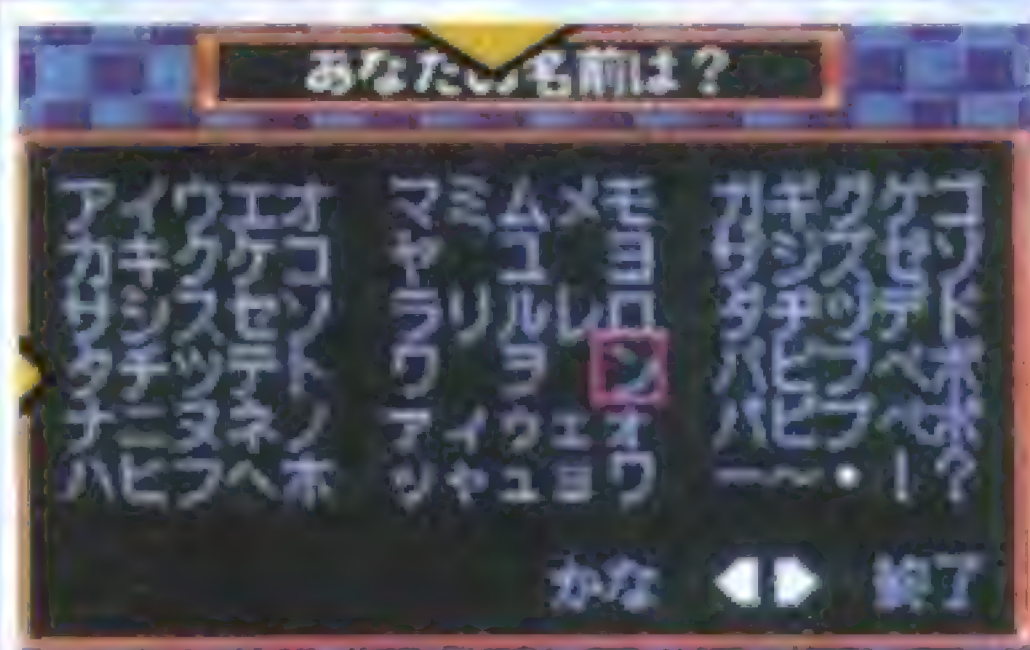 あなたの名前は？
アイウエオ マミムメモ ガギグゲゴ
カキクケコ ヤ ユ ヨ ザジズゼゾ
サシスセソ ラリルレロ ダヂヅデド
タチツテト ワ ヲ ン バビブベボ
ナニヌネノ ァィゥェォ パピプペポ
ハヒフヘホ ッャュョワ ー～・！？
かな ◀▶ 終了